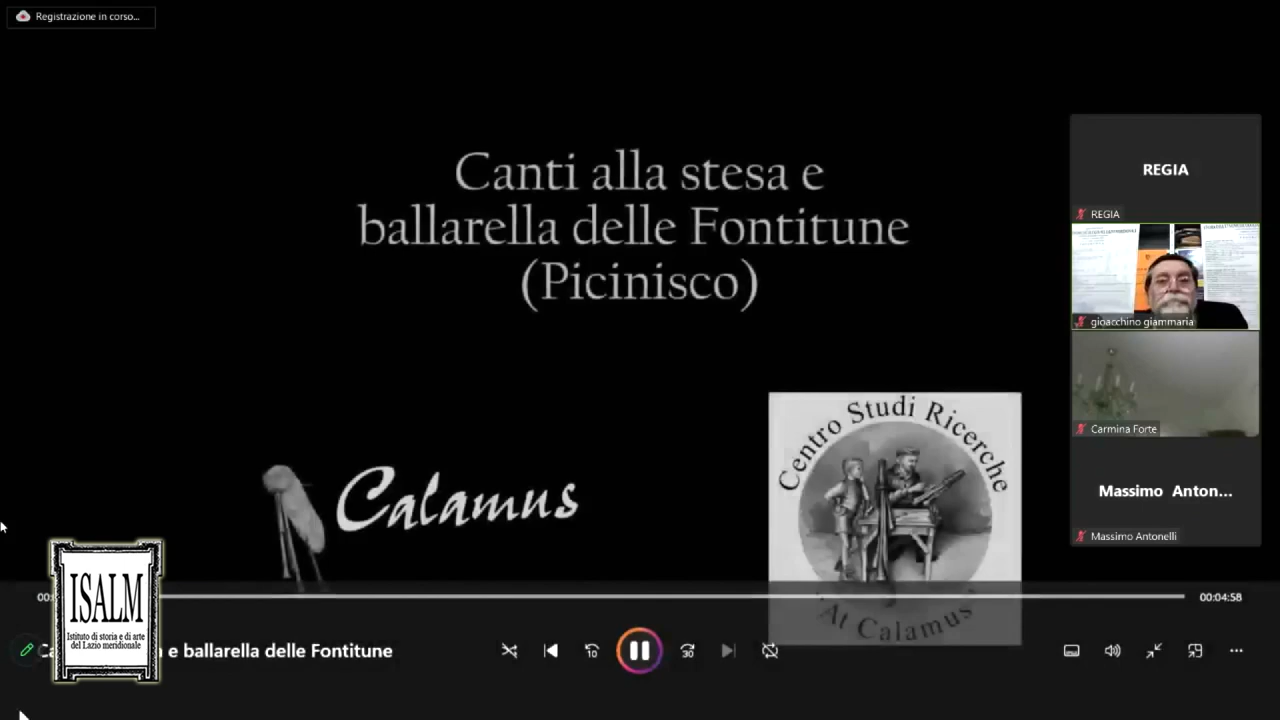 Registrazione in corso...
Canti alla stesa e
ballarella delle Fontitune
(Picinisco)
REGIA
REGIA
gioacchino giammaria
Carmina Forte
Massimo Anton...
Massimo Antonelli
Calamus
Centro Studi Ricerche
"At Calamus"
00:04:58
ISALM
Istituto di storia e di arte
del Lazio meridionale
e ballarella delle Fontitune
10
30